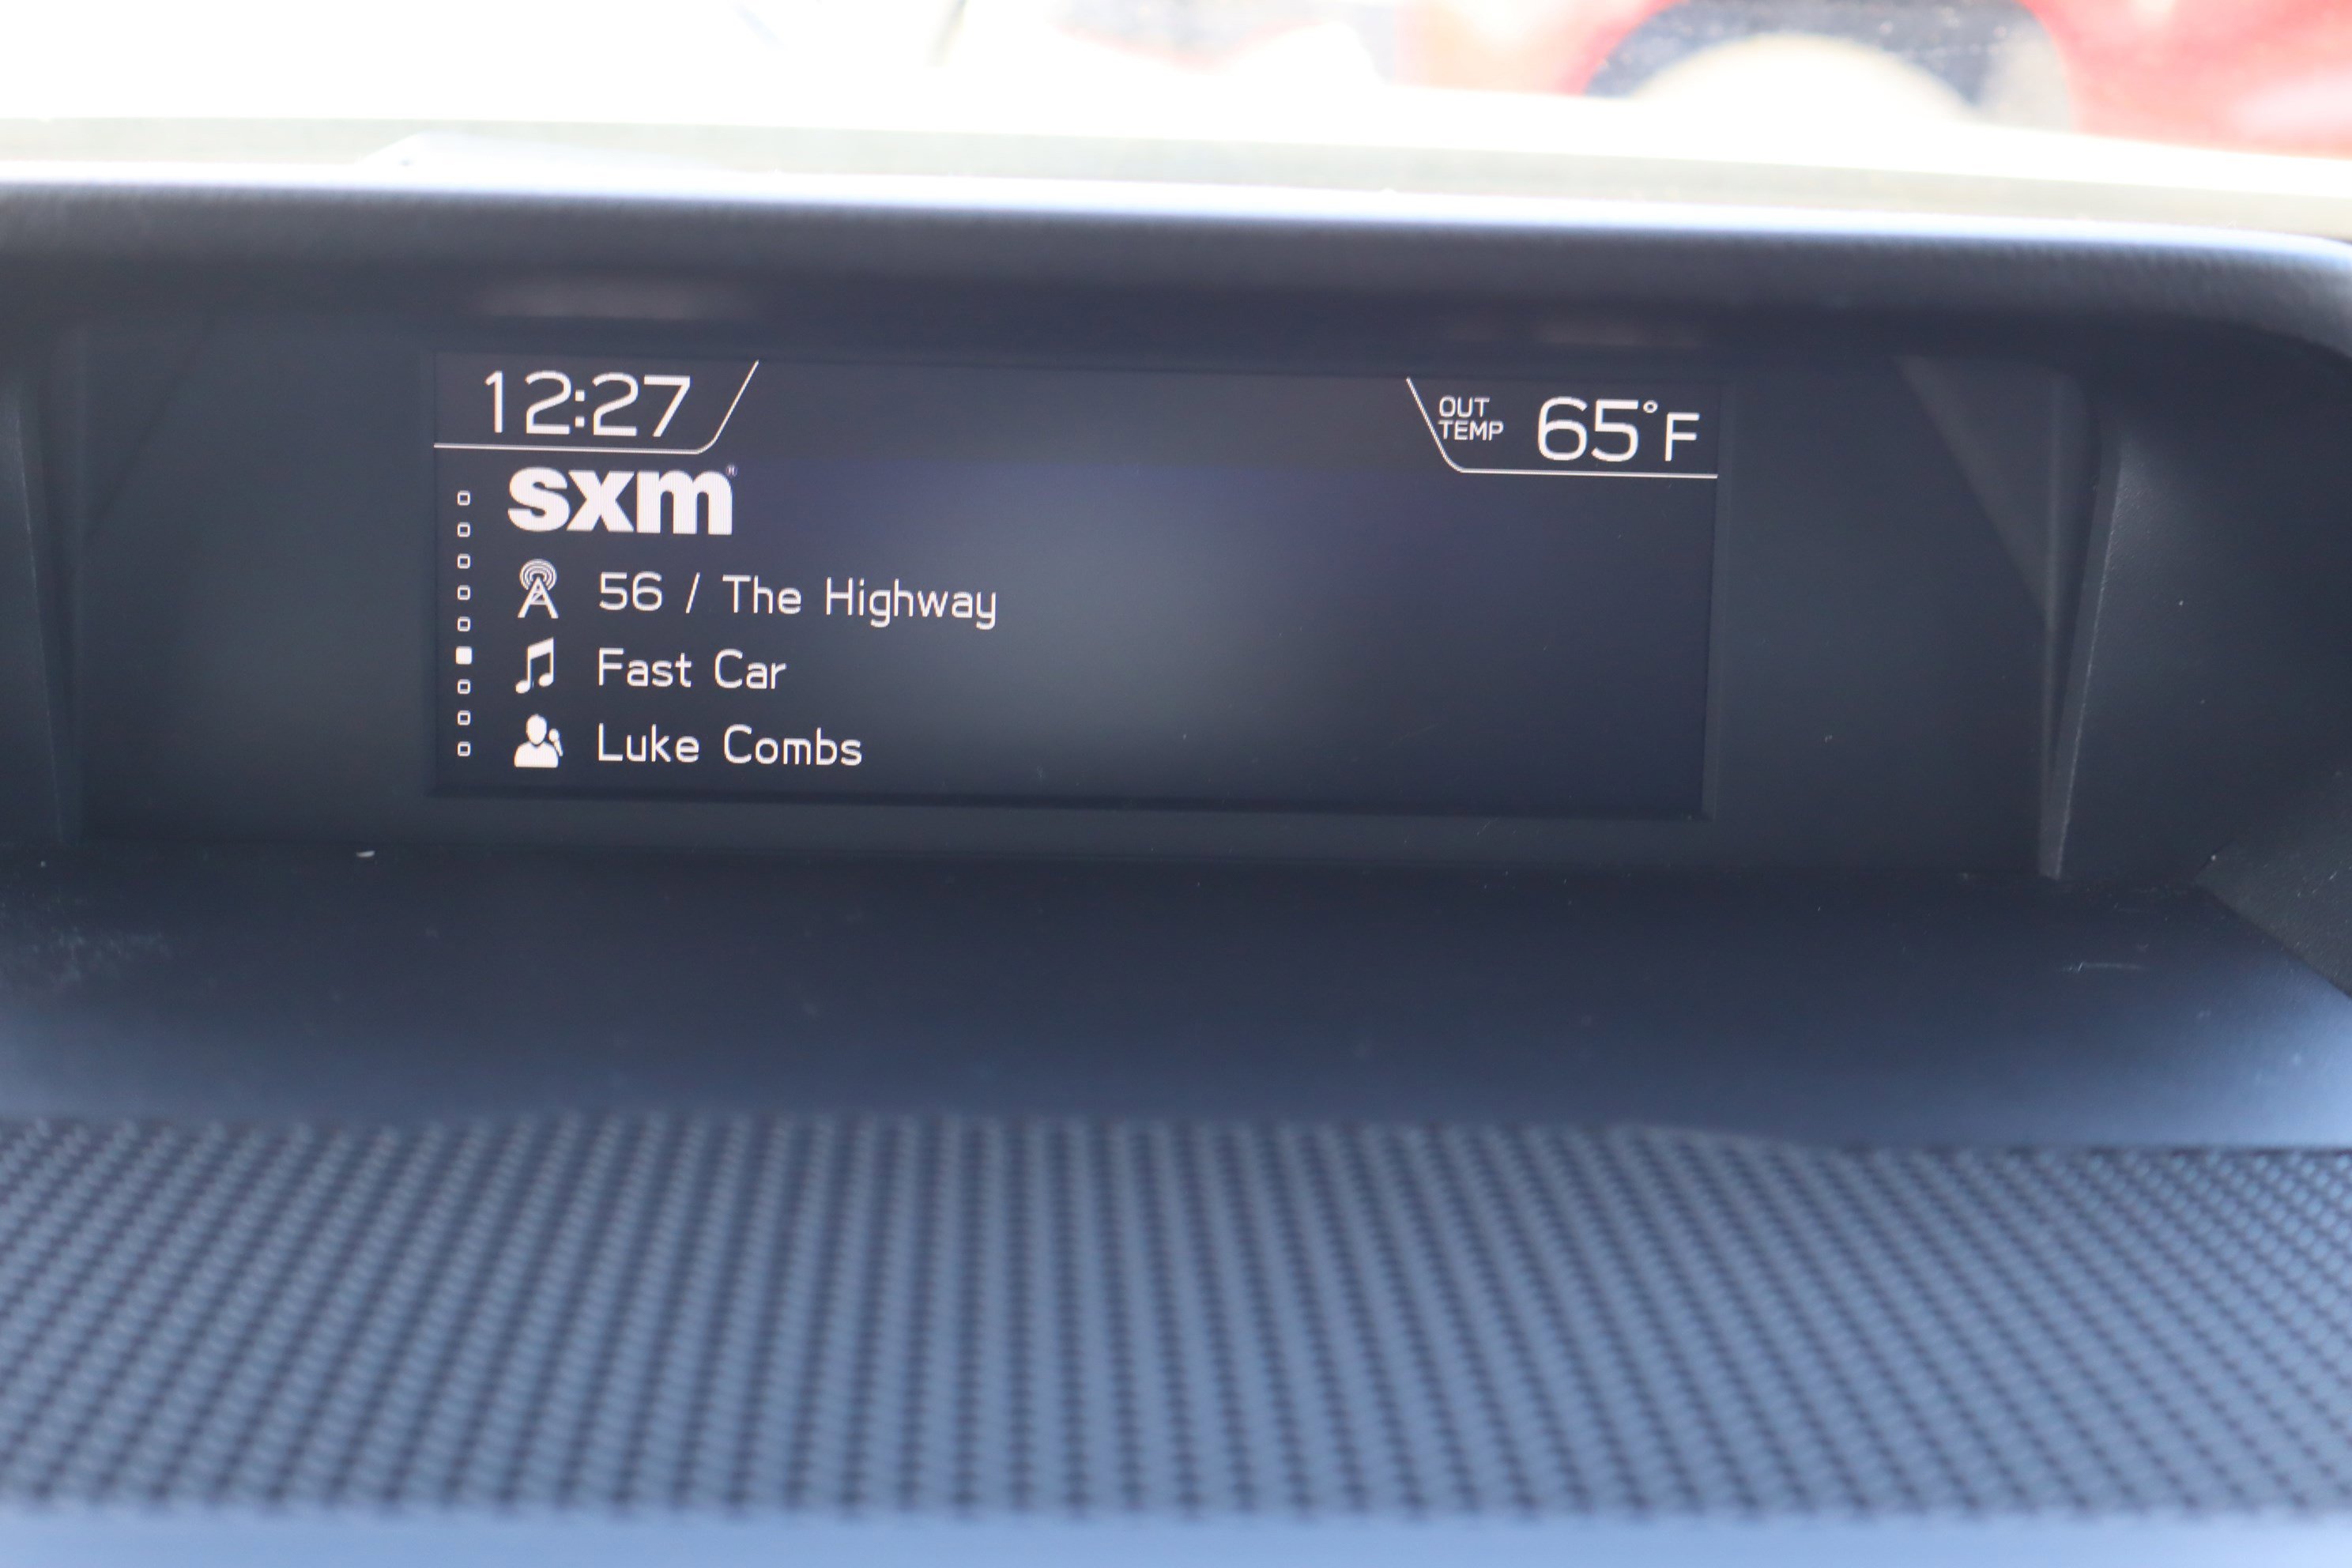 12:27
OUT
TEMP
65°F
sxm®
56 / The Highway
Fast Car
Luke Combs